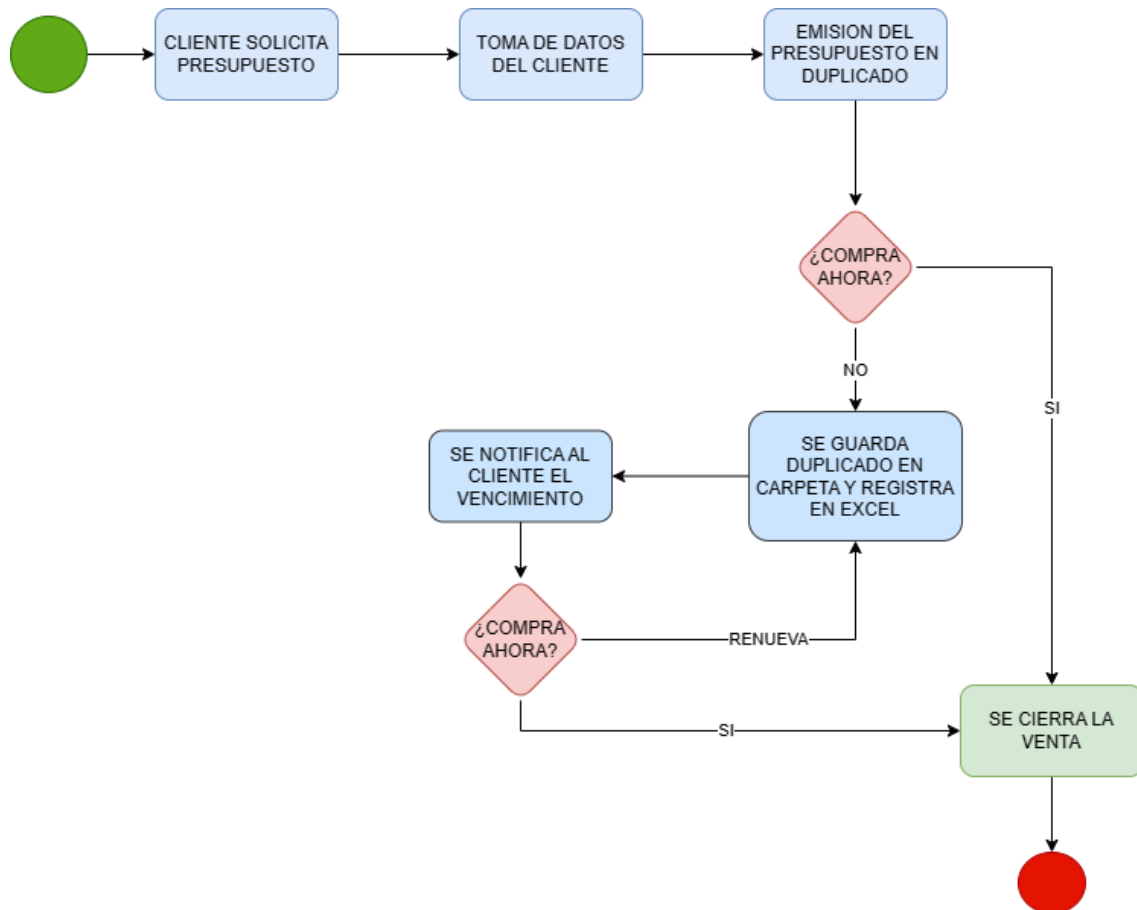 CLIENTE SOLICITA
PRESUPUESTO
TOMA DE DATOS
DEL CLIENTE
EMISION DEL
PRESUPUESTO EN
DUPLICADO
¿COMPRA
AHORA?
NO
SI
SE GUARDA
DUPLICADO EN
CARPETA Y REGISTRA
EN EXCEL
SE NOTIFICA AL
CLIENTE EL
VENCIMIENTO
¿COMPRA
AHORA?
RENUEVA
SI
SE CIERRA LA
VENTA